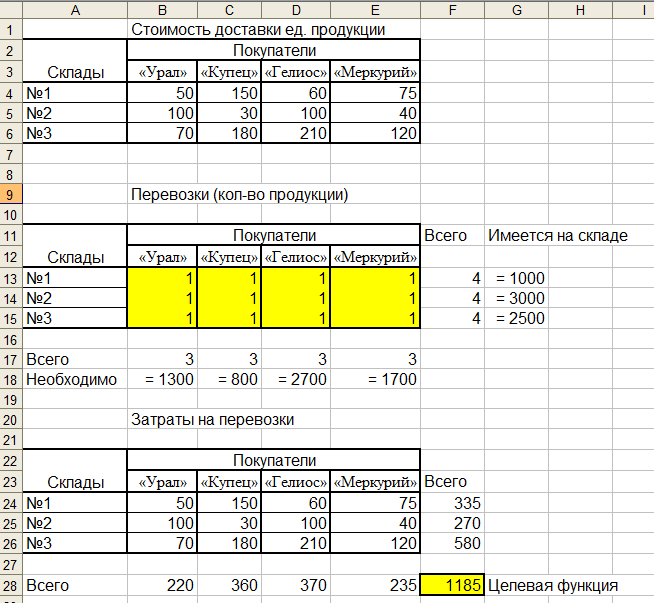 A B C D E F G H I
1 Стоимость доставки ед. продукции
2 Покупатели
3 Склады «Урал» «Купец» «Гелиос» «Меркурий»
4 №1 50 150 60 75
5 №2 100 30 100 40
6 №3 70 180 210 120
7
8
9 Перевозки (кол-во продукции)
10
11 Покупатели Всего Имеется на складе
12 Склады «Урал» «Купец» «Гелиос» «Меркурий»
13 №1 1 1 1 1 4 = 1000
14 №2 1 1 1 1 4 = 3000
15 №3 1 1 1 1 4 = 2500
16
17 Всего 3 3 3 3
18 Необходимо = 1300 = 800 = 2700 = 1700
19
20 Затраты на перевозки
21
22 Покупатели
23 Склады «Урал» «Купец» «Гелиос» «Меркурий» Всего
24 №1 50 150 60 75 335
25 №2 100 30 100 40 270
26 №3 70 180 210 120 580
27
28 Всего 220 360 370 235 1185 Целевая функция